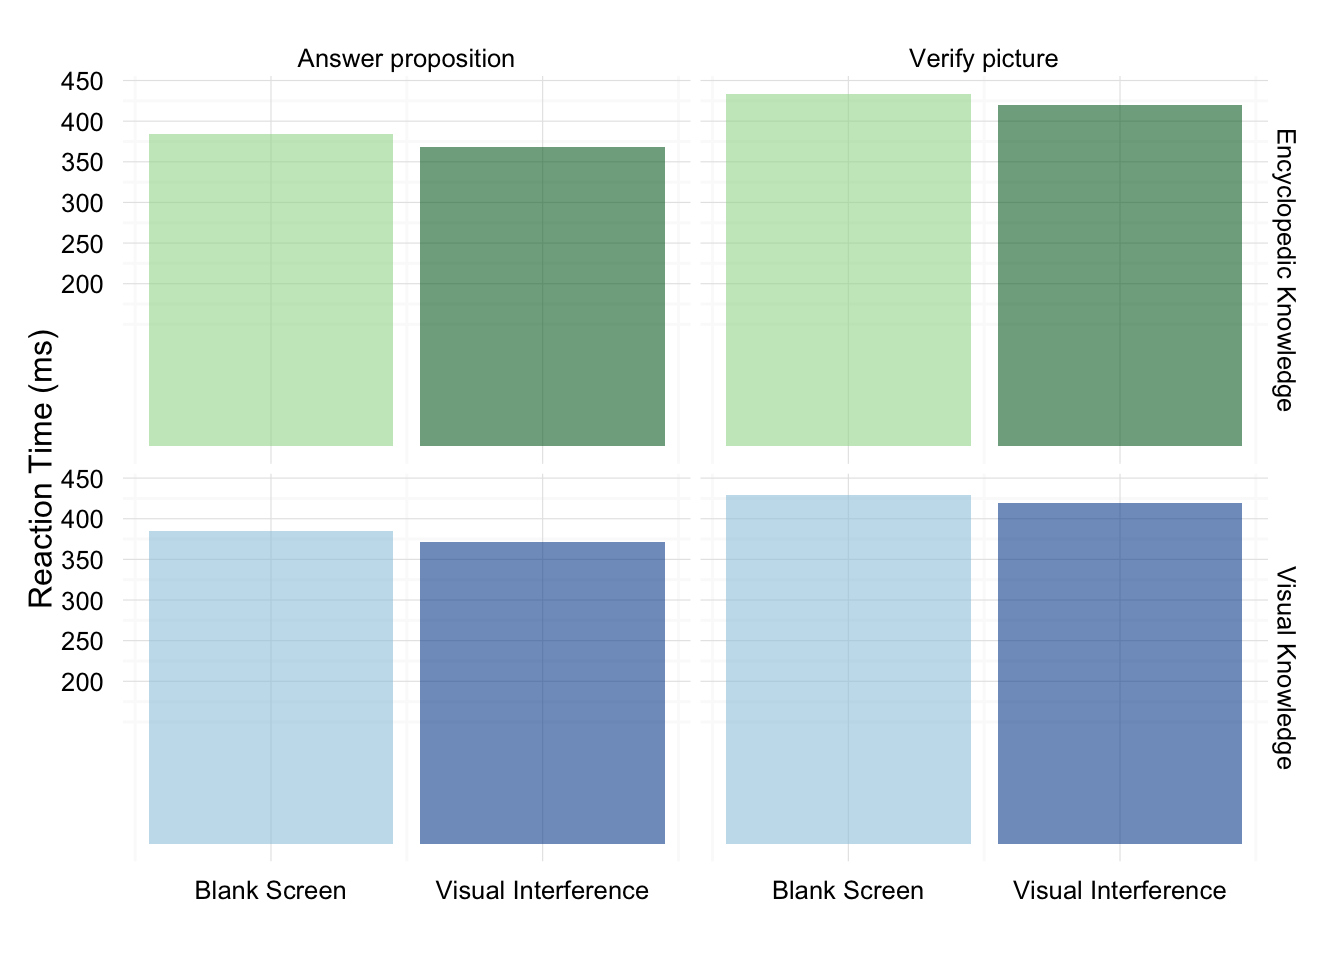 Answer proposition
Verify picture
450
400
350
300
250
200
Encyclopedic Knowledge
Reaction Time (ms)
450
400
350
300
250
200
Visual Knowledge
Blank Screen
Visual Interference
Blank Screen
Visual Interference